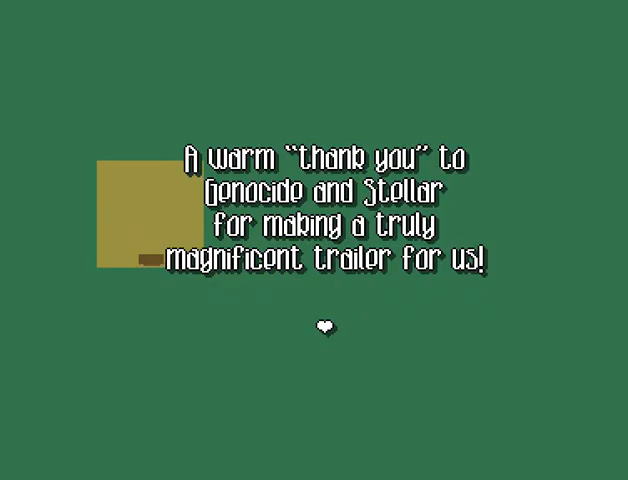 A warm “thank you” to
Genocide and Stellar
for making a truly
magnificent trailer for us!